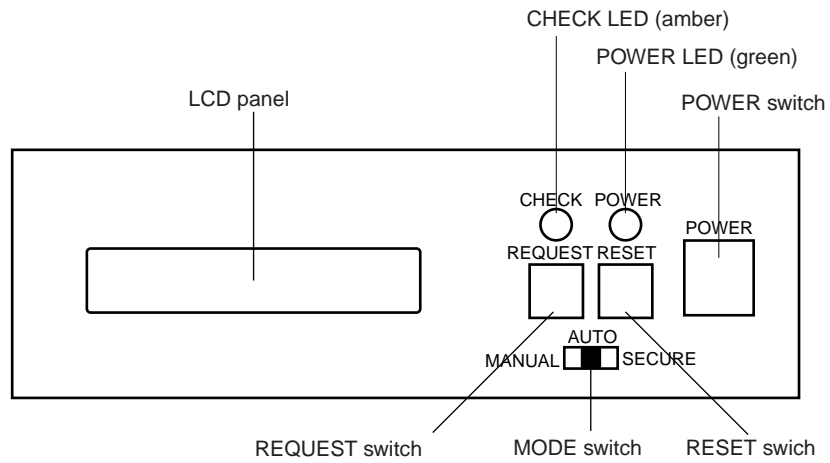 CHECK LED (amber)
POWER LED (green)
LCD panel
POWER switch
CHECK POWER
POWER
REQUEST RESET
AUTO
MANUAL SECURE
REQUEST switch MODE switch RESET swich